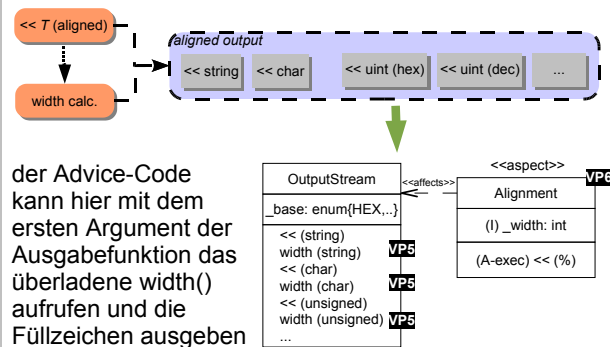 << T (aligned)
width calc.
aligned output
<< string
<< char
<< uint (hex)
<< uint (dec)
...
der Advice-Code
kann hier mit dem
ersten Argument der
Ausgabefunktion das
überladene width()
aufrufen und die
Füllzeichen ausgeben
OutputStream
_base: enum{HEX,..}
<< (string)
width (string) VP5
<< (char)
width (char) VP5
<< (unsigned)
width (unsigned) VP5
...
<<affects>>
<<aspect>>
VP6
Alignment
(I) _width: int
(A-exec) << (%)